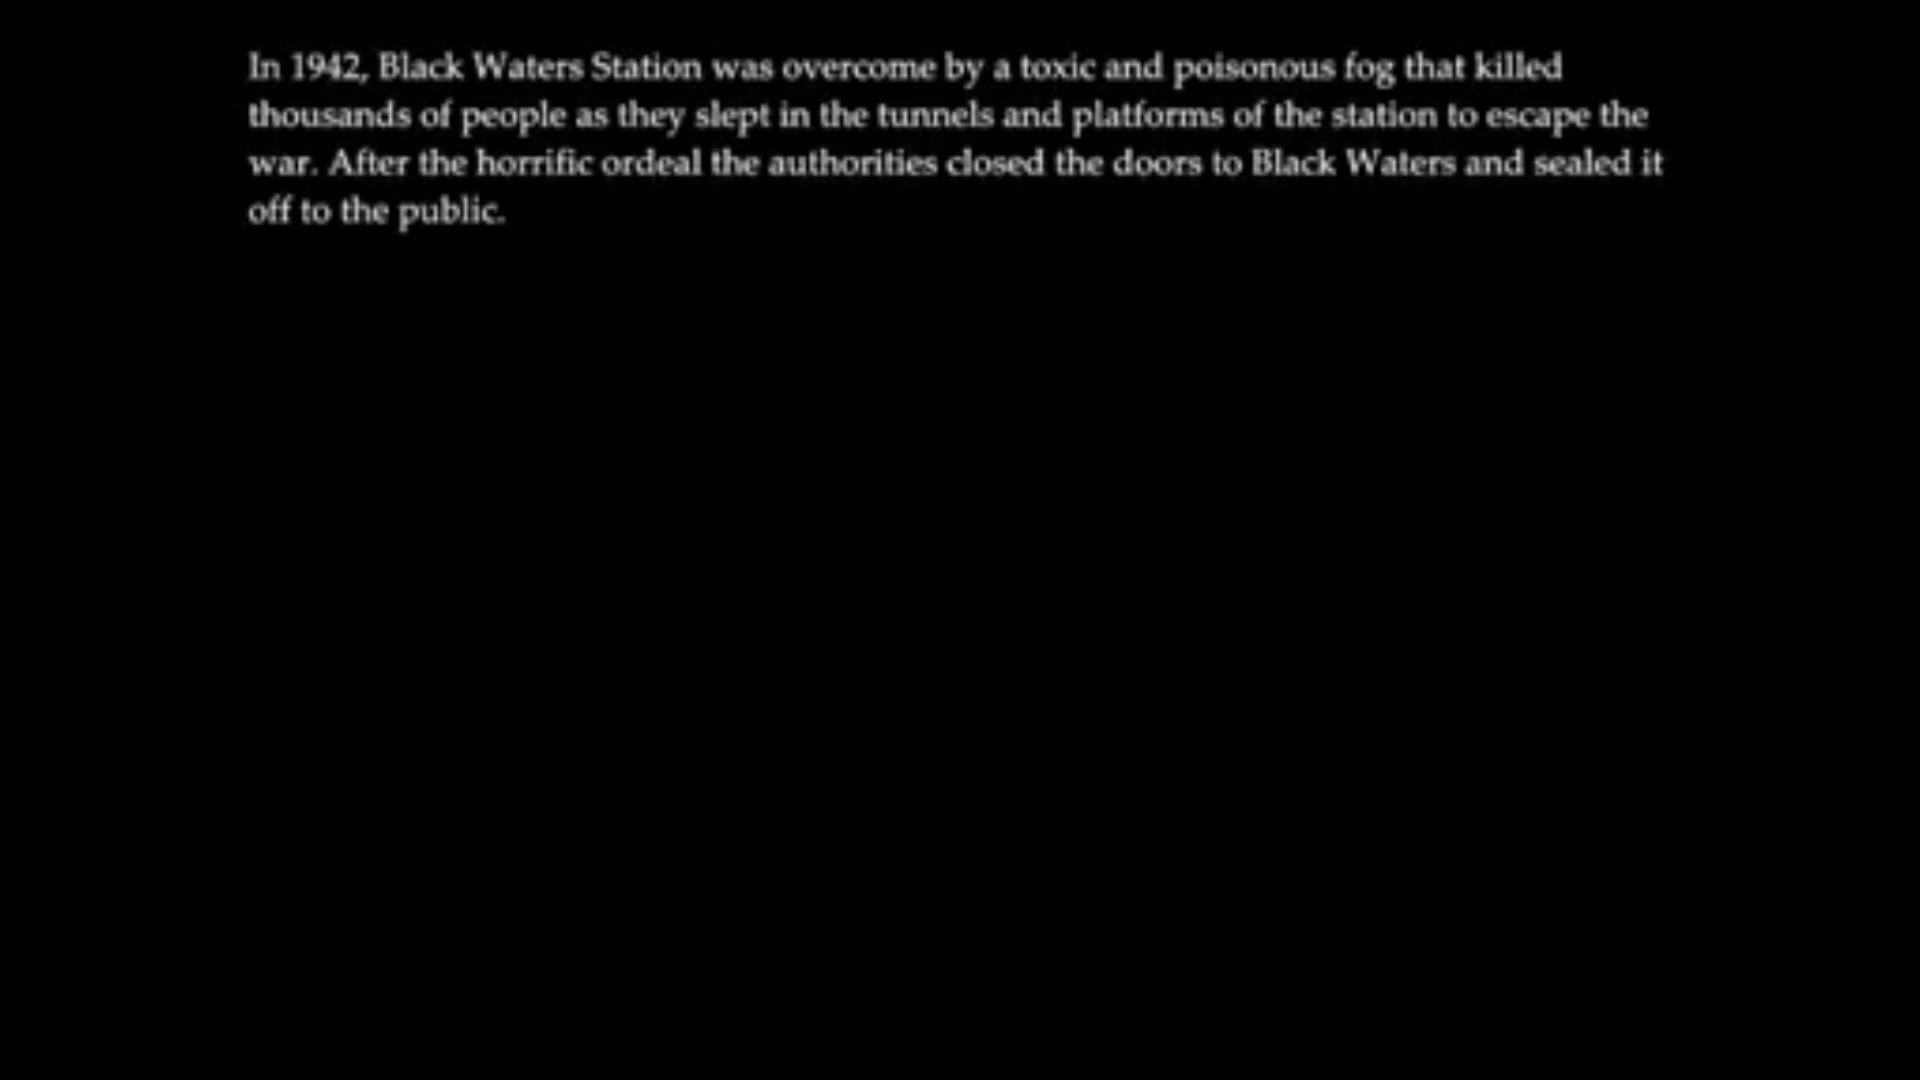 In 1942, Black Waters Station was overcome by a toxic and poisonous fog that killed
thousands of people as they slept in the tunnels and platforms of the station to escape the
war. After the horrific ordeal the authorities closed the doors to Black Waters and sealed it
off to the public.